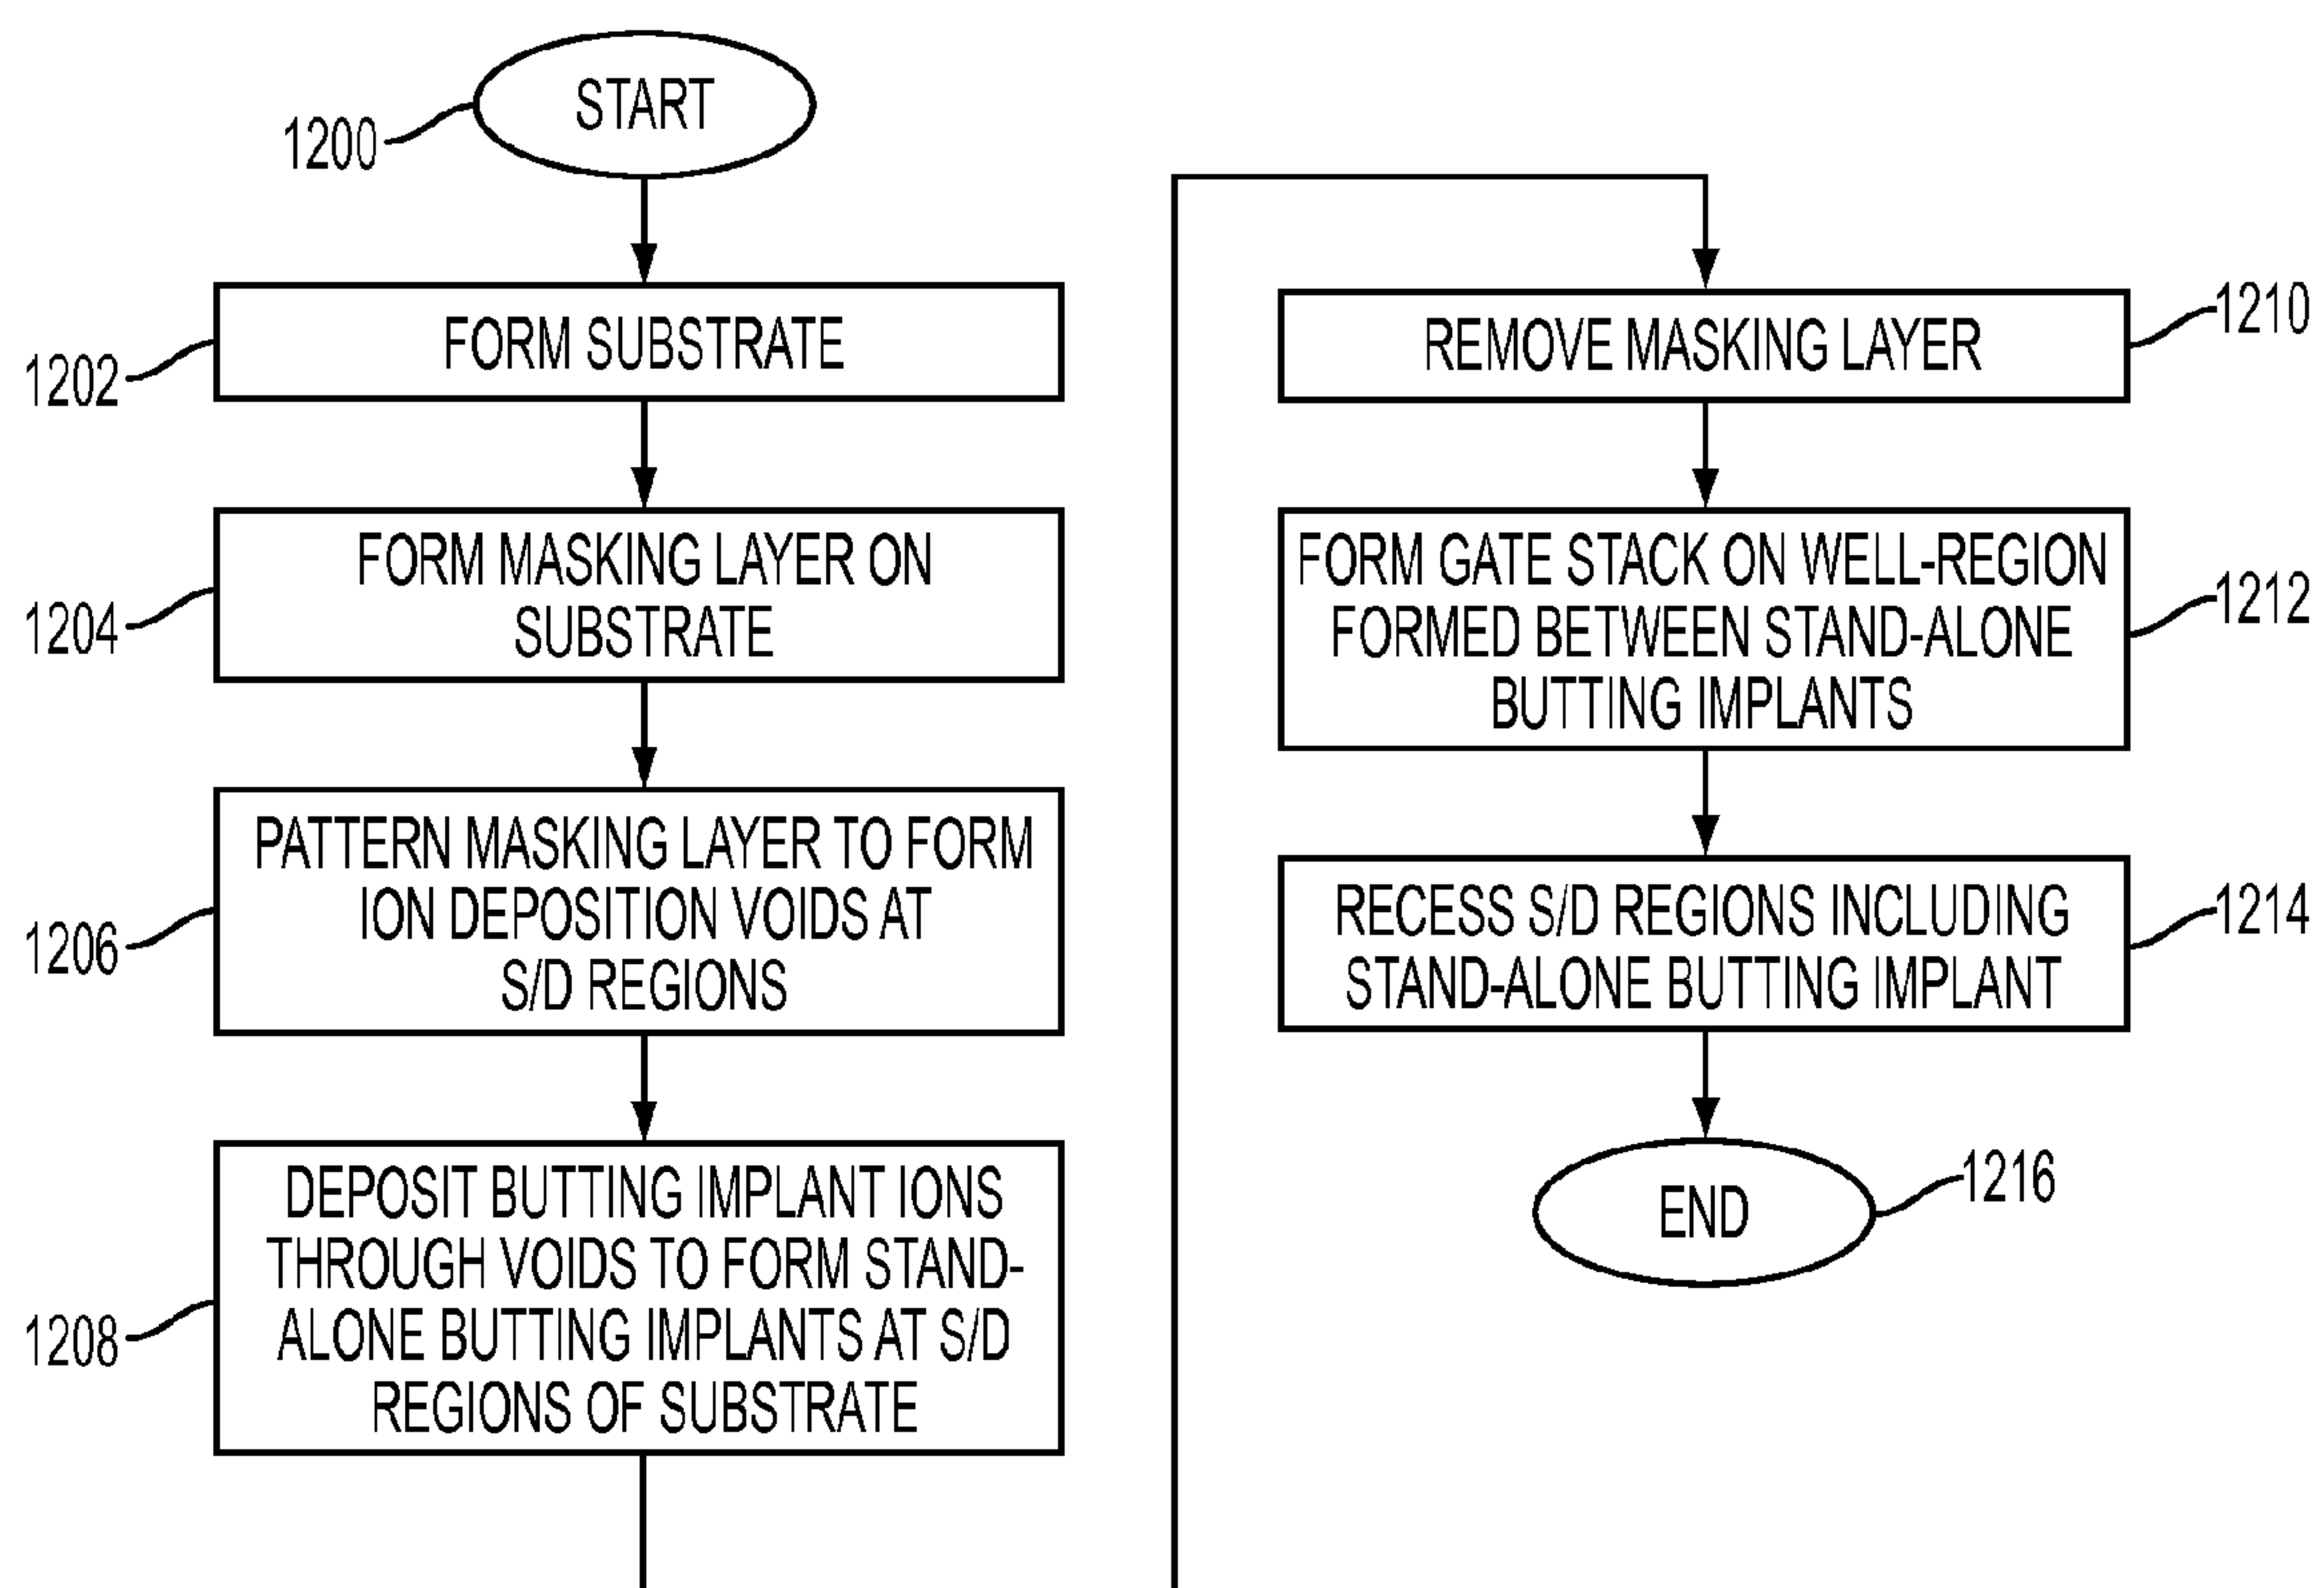 START
1200
FORM SUBSTRATE
1202
FORM MASKING LAYER ON
SUBSTRATE
1204
PATTERN MASKING LAYER TO FORM
ION DEPOSITION VOIDS AT
S/D REGIONS
1206
DEPOSIT BUTTING IMPLANT IONS
THROUGH VOIDS TO FORM STAND-
ALONE BUTTING IMPLANTS AT S/D
REGIONS OF SUBSTRATE
1208
REMOVE MASKING LAYER
1210
FORM GATE STACK ON WELL-REGION
FORMED BETWEEN STAND-ALONE
BUTTING IMPLANTS
1212
RECESS S/D REGIONS INCLUDING
STAND-ALONE BUTTING IMPLANT
1214
END
1216